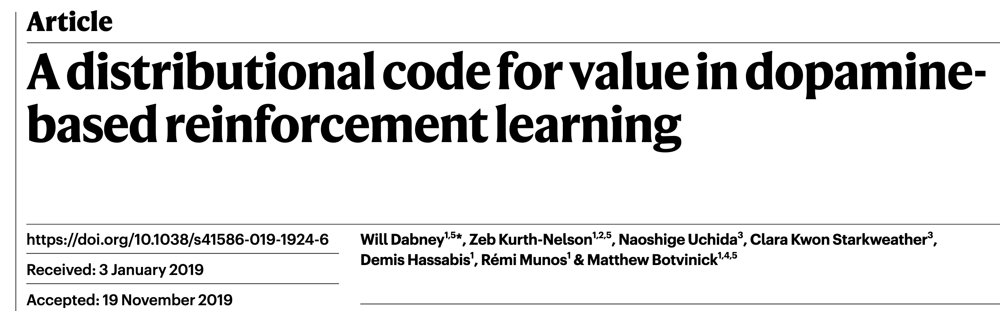 Article
A distributional code for value in dopamine-
based reinforcement learning
https://doi.org/10.1038/s41586-019-1924-6
Received: 3 January 2019
Accepted: 19 November 2019
Will Dabney1,5*, Zeb Kurth-Nelson1,2,5, Naoshige Uchida3, Clara Kwon Starkweather3,
Demis Hassabis1, Rémi Munos1 & Matthew Botvinick1,4,5